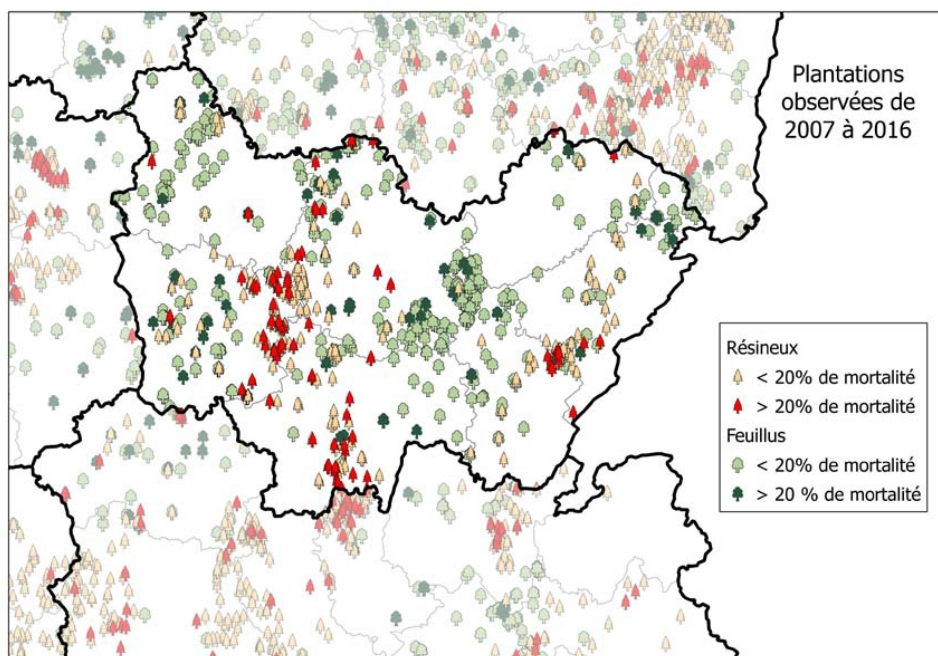 Plantations
observées de
2007 à 2016
Résineux
< 20% de mortalité
> 20% de mortalité
Feuillus
< 20% de mortalité
> 20 % de mortalité